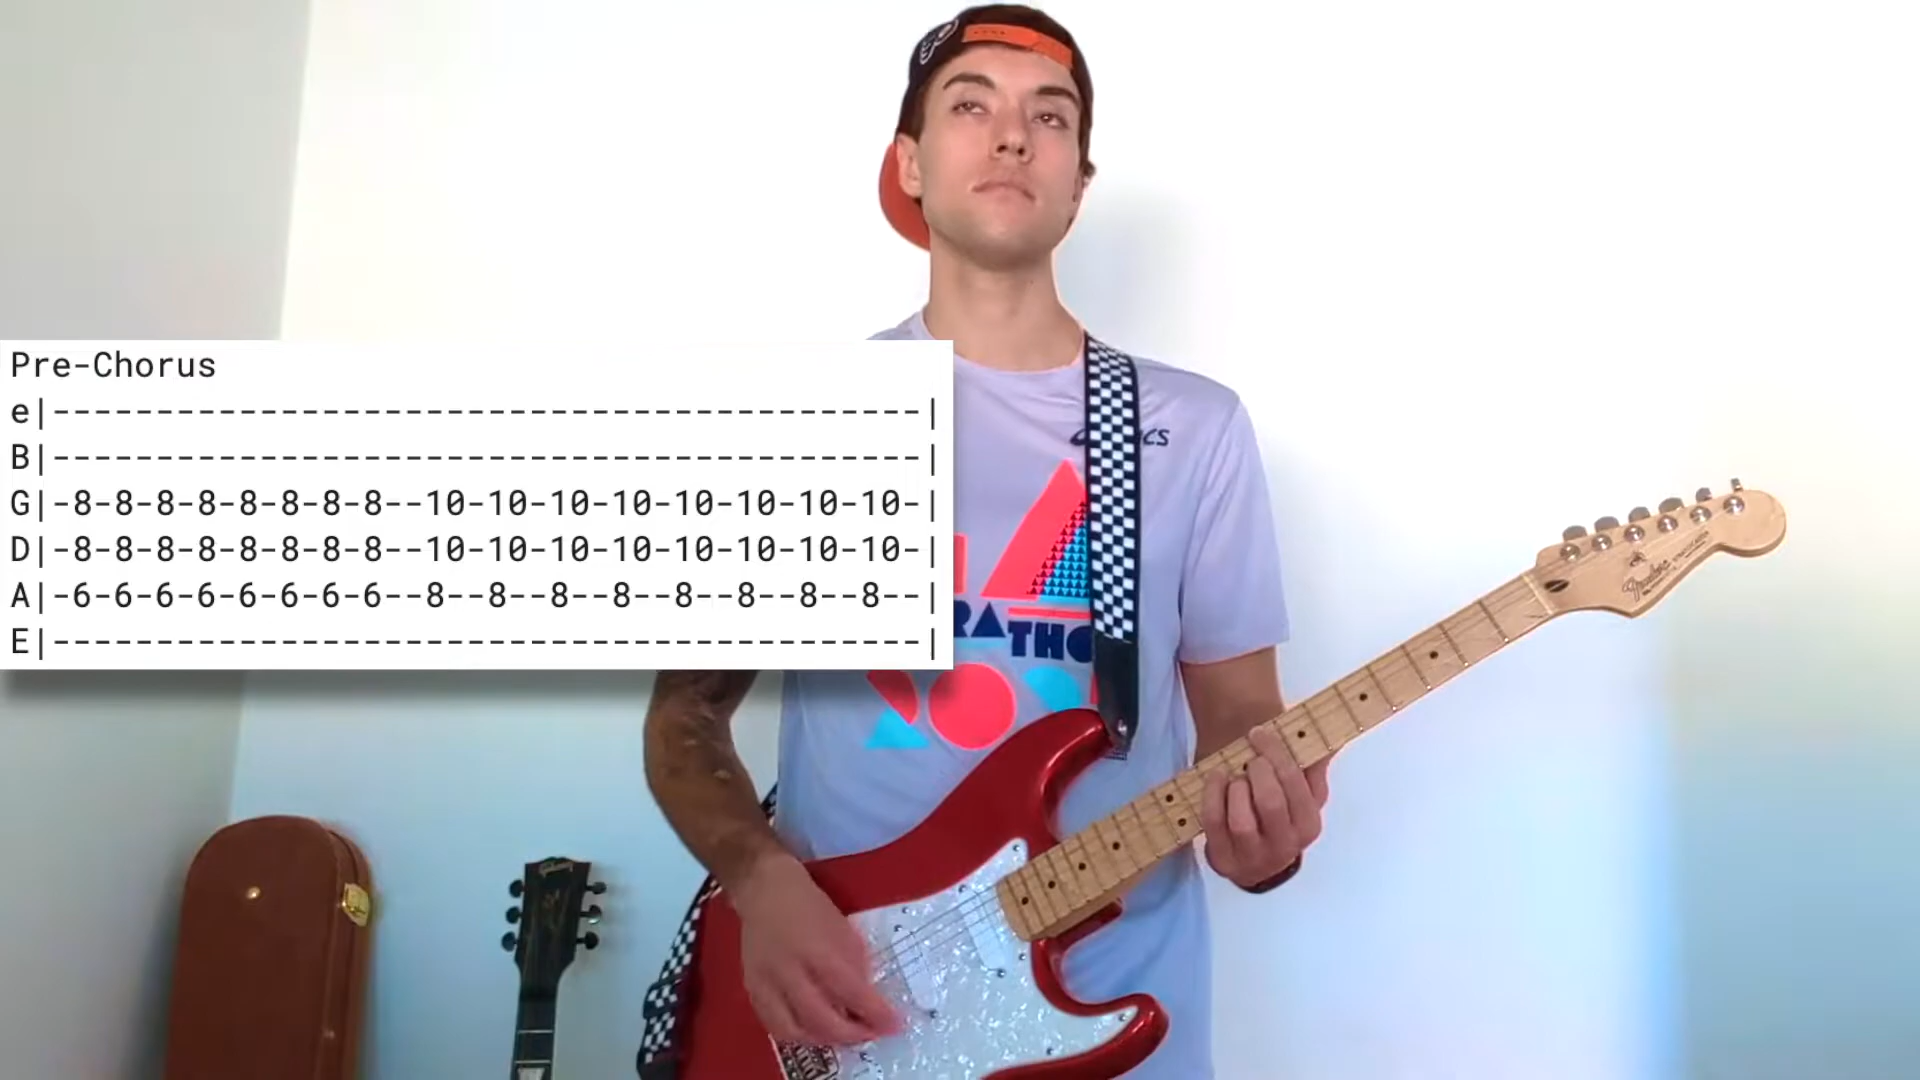 Pre-Chorus
e|------------------------------------------|
B|------------------------------------------|
G|-8-8-8-8-8-8-8-8--10-10-10-10-10-10-10-10-|
D|-8-8-8-8-8-8-8-8--10-10-10-10-10-10-10-10-|
A|-6-6-6-6-6-6-6-6--8--8--8--8--8--8--8--8--|
E|------------------------------------------|
Fender
Gibson